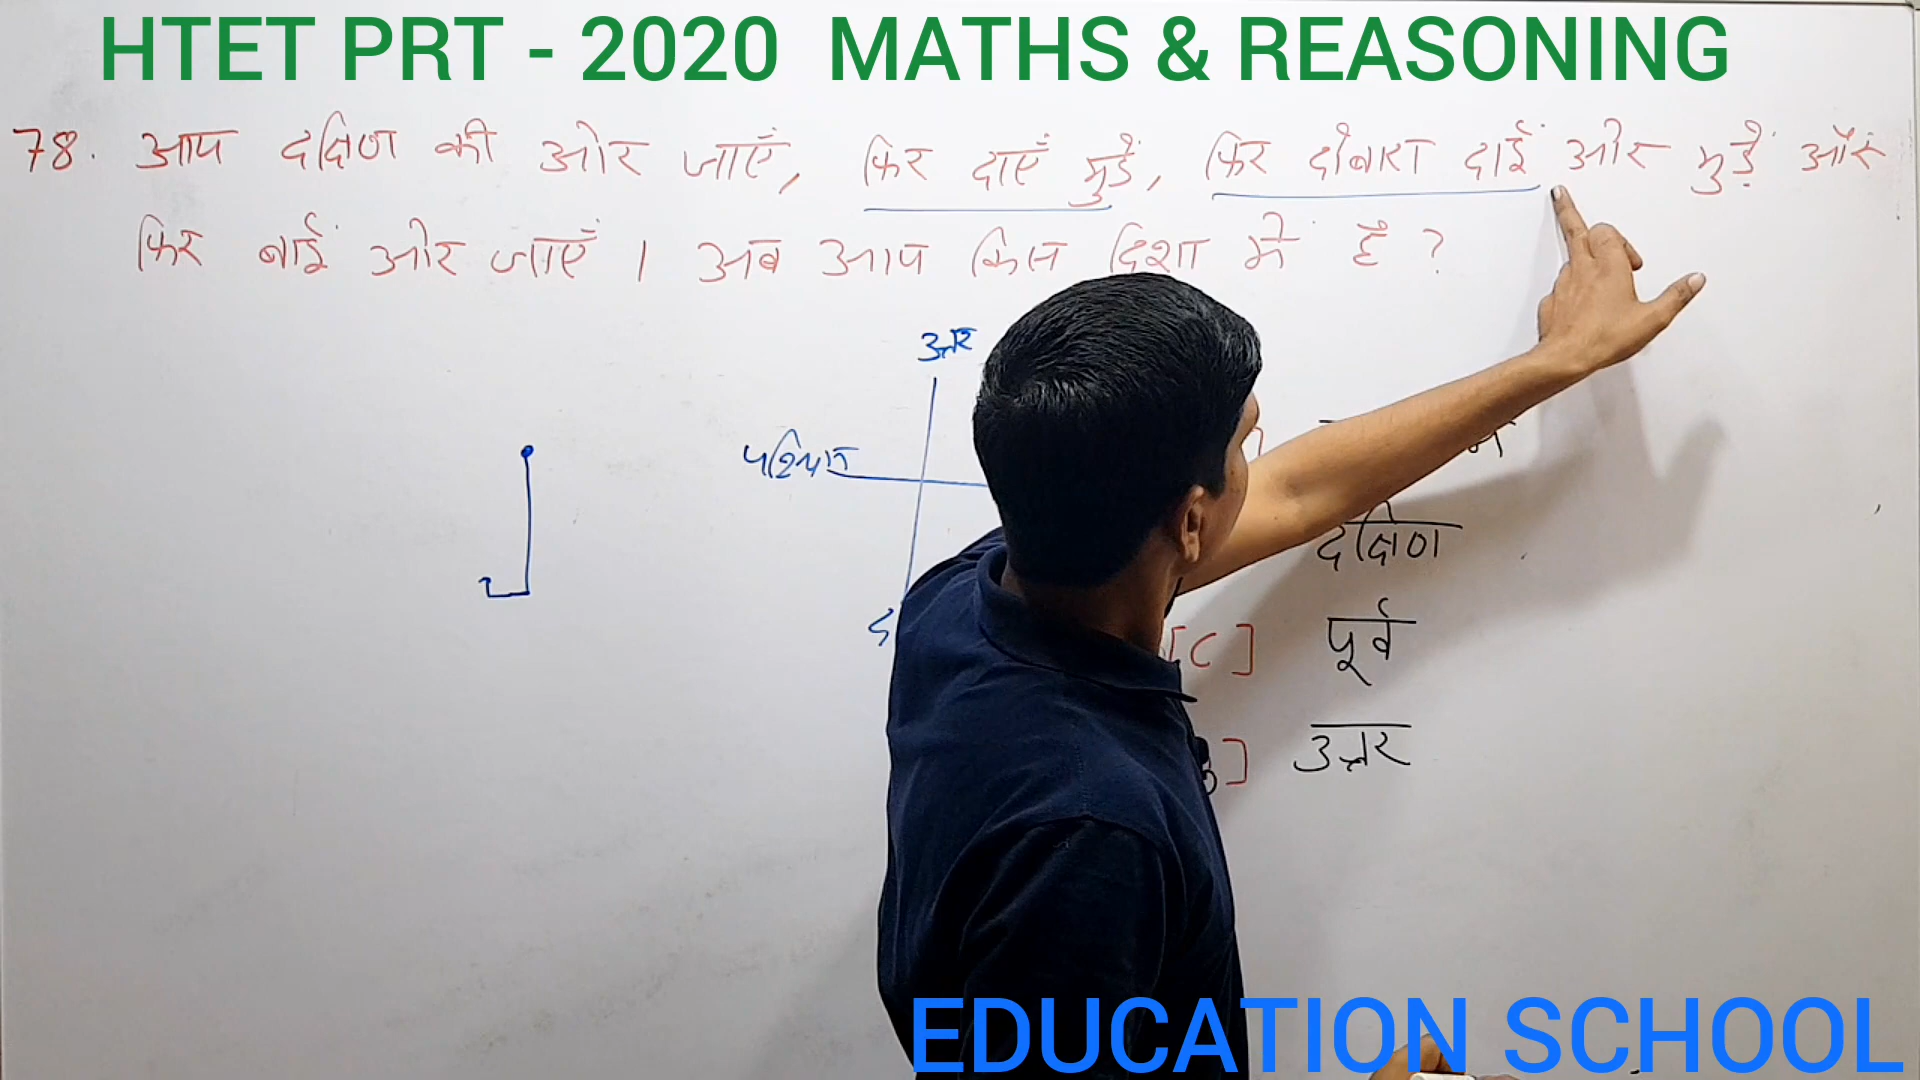 HTET PRT - 2020 MATHS & REASONING
78. आप दक्षिण की ओर जाएँ, फिर दाएँ मुड़ें, फिर दोबारा दाईं ओर मुड़ें और
फिर बाईं ओर जाएँ । अब आप किस दिशा में हैं ?
उत्तर
पश्चिम
दक्षिण
[C] पूर्व
] उत्तर
EDUCATION SCHOOL